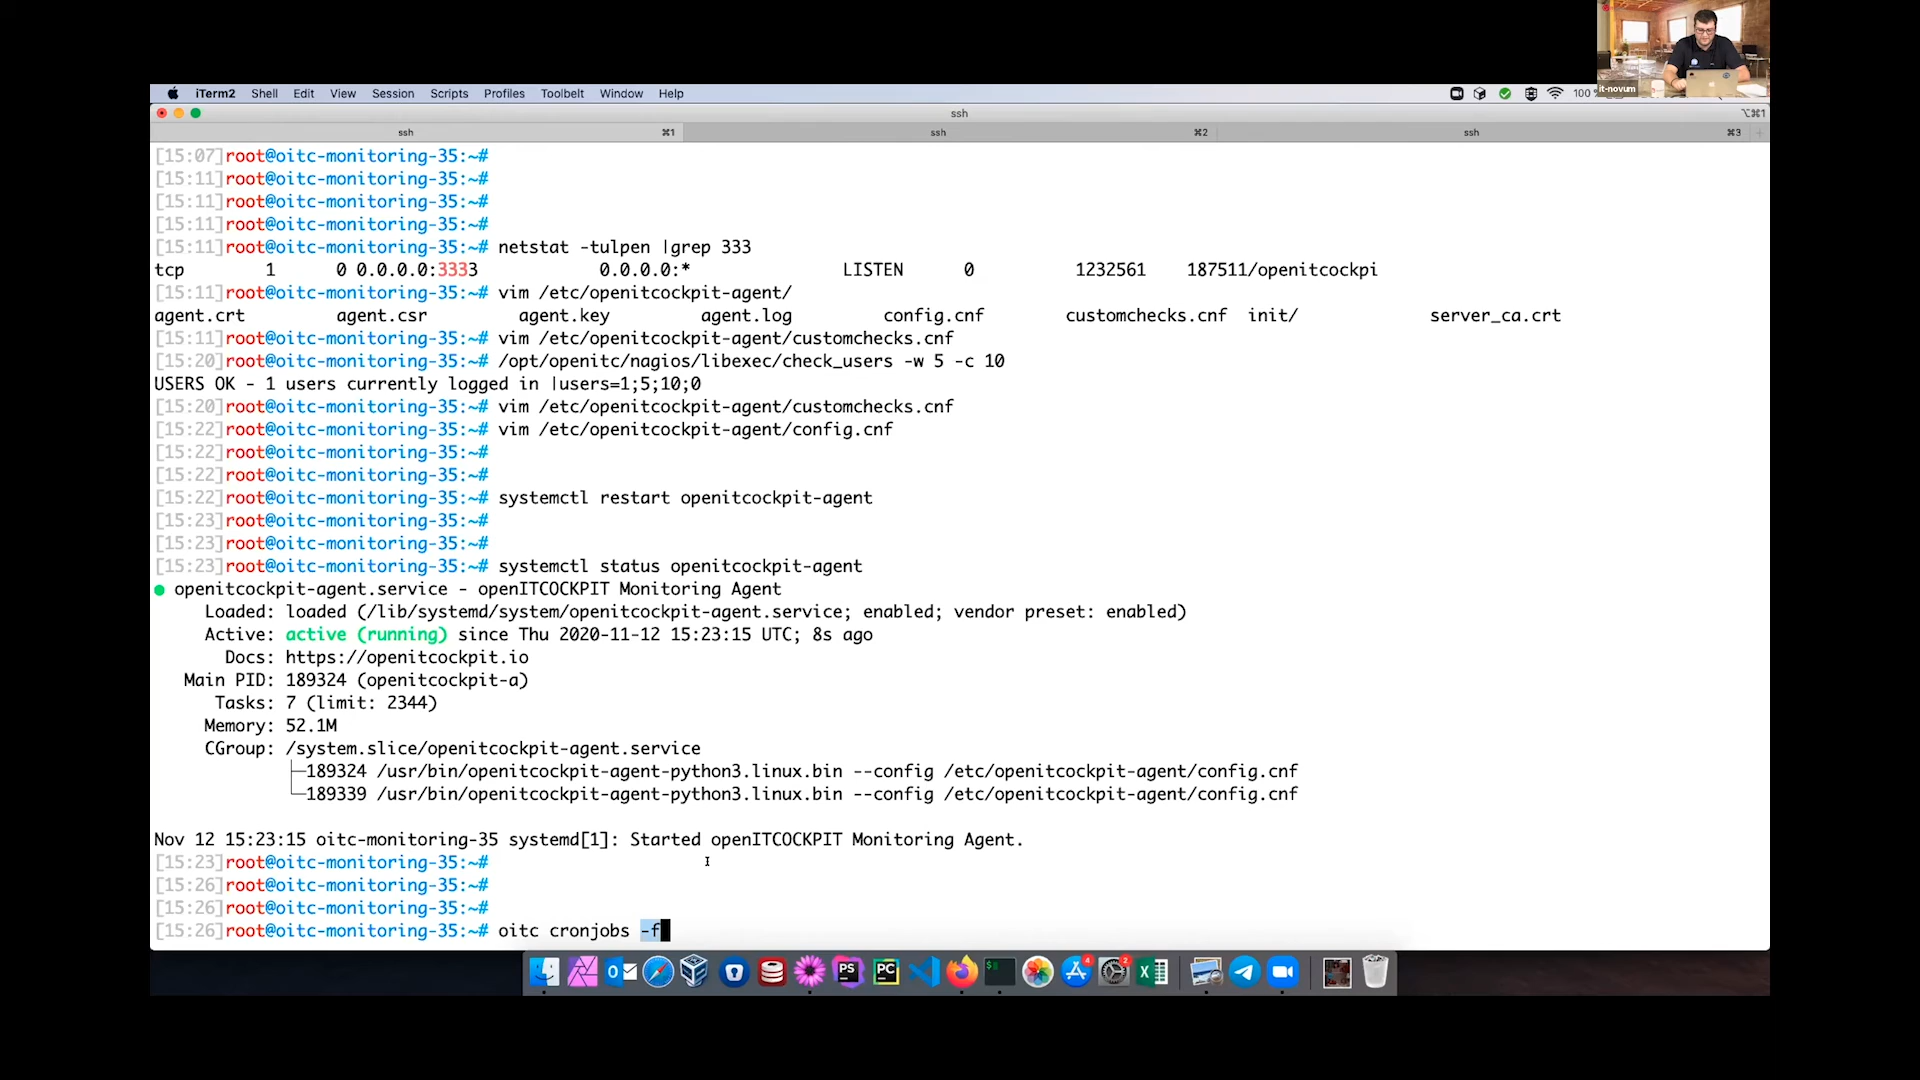 it-novum
iTerm2 Shell Edit View Session Scripts Profiles Toolbelt Window Help 100
ssh ⌥⌘1
ssh ⌘1 ssh ⌘2 ssh ⌘3
[15:07]root@oitc-monitoring-35:~#
[15:11]root@oitc-monitoring-35:~#
[15:11]root@oitc-monitoring-35:~#
[15:11]root@oitc-monitoring-35:~#
[15:11]root@oitc-monitoring-35:~# netstat -tulpen |grep 333
tcp 1 0 0.0.0.0:3333 0.0.0.0:* LISTEN 0 1232561 187511/openitcockpi
[15:11]root@oitc-monitoring-35:~# vim /etc/openitcockpit-agent/
agent.crt agent.csr agent.key agent.log config.cnf customchecks.cnf init/ server_ca.crt
[15:11]root@oitc-monitoring-35:~# vim /etc/openitcockpit-agent/customchecks.cnf
[15:20]root@oitc-monitoring-35:~# /opt/openitc/nagios/libexec/check_users -w 5 -c 10
USERS OK - 1 users currently logged in |users=1;5;10;0
[15:20]root@oitc-monitoring-35:~# vim /etc/openitcockpit-agent/customchecks.cnf
[15:22]root@oitc-monitoring-35:~# vim /etc/openitcockpit-agent/config.cnf
[15:22]root@oitc-monitoring-35:~#
[15:22]root@oitc-monitoring-35:~#
[15:22]root@oitc-monitoring-35:~# systemctl restart openitcockpit-agent
[15:23]root@oitc-monitoring-35:~#
[15:23]root@oitc-monitoring-35:~#
[15:23]root@oitc-monitoring-35:~# systemctl status openitcockpit-agent
● openitcockpit-agent.service - openITCOCKPIT Monitoring Agent
Loaded: loaded (/lib/systemd/system/openitcockpit-agent.service; enabled; vendor preset: enabled)
Active: active (running) since Thu 2020-11-12 15:23:15 UTC; 8s ago
Docs: https://openitcockpit.io
Main PID: 189324 (openitcockpit-a)
Tasks: 7 (limit: 2344)
Memory: 52.1M
CGroup: /system.slice/openitcockpit-agent.service
├─189324 /usr/bin/openitcockpit-agent-python3.linux.bin --config /etc/openitcockpit-agent/config.cnf
└─189339 /usr/bin/openitcockpit-agent-python3.linux.bin --config /etc/openitcockpit-agent/config.cnf
Nov 12 15:23:15 oitc-monitoring-35 systemd[1]: Started openITCOCKPIT Monitoring Agent.
[15:23]root@oitc-monitoring-35:~#
[15:26]root@oitc-monitoring-35:~#
[15:26]root@oitc-monitoring-35:~#
[15:26]root@oitc-monitoring-35:~# oitc cronjobs -f
PS PC 4 2